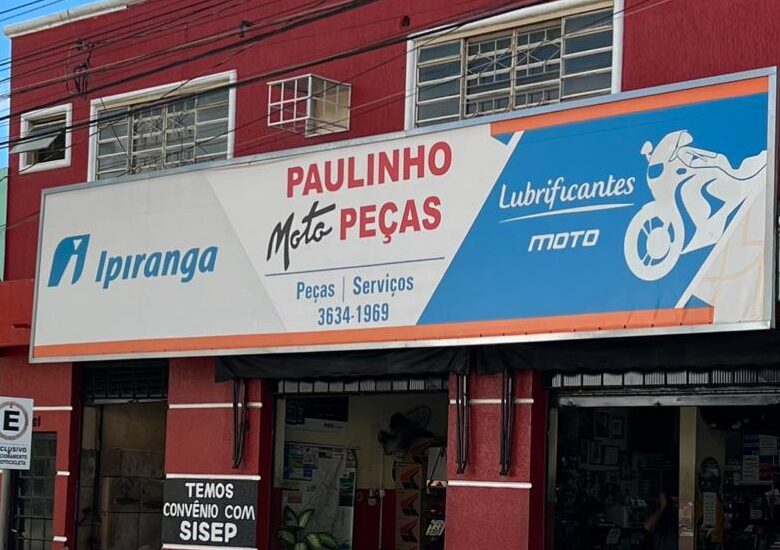 Ipiranga
PAULINHO
Moto PEÇAS
Peças | Serviços
3634-1969
Lubrificantes
MOTO
E
TEMOS
CONVÊNIO COM
SISEP